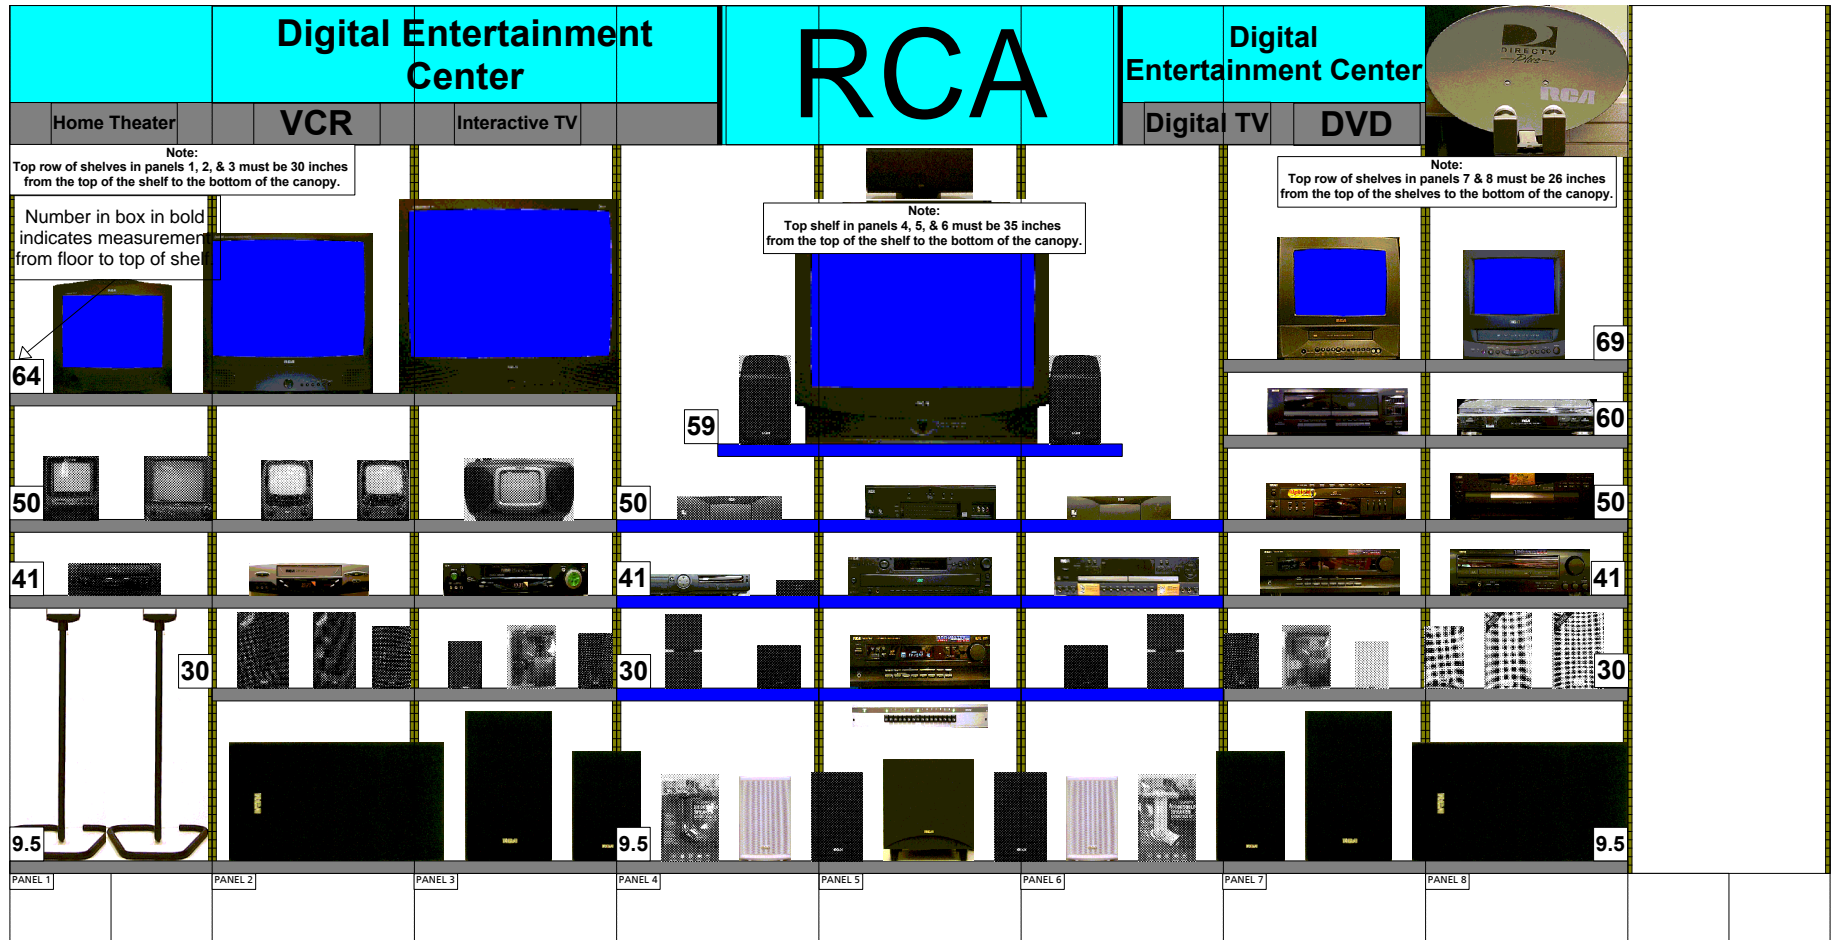 Digital Entertainment
Center
RCA
Digital
Entertainment Center
DIRECTV
Plus
RCA
Home Theater
VCR
Interactive TV
Digital TV
DVD
Note:
Top row of shelves in panels 1, 2, & 3 must be 30 inches
from the top of the shelf to the bottom of the canopy.
Note:
Top row of shelves in panels 7 & 8 must be 26 inches
from the top of the shelves to the bottom of the canopy.
Note:
Top shelf in panels 4, 5, & 6 must be 35 inches
from the top of the shelf to the bottom of the canopy.
Number in box in bold
indicates measurement
from floor to top of shelf
64
69
59
60
50
50
50
41
41
41
30
30
30
9.5
9.5
9.5
RCA
RCA
PANEL 1
PANEL 2
PANEL 3
PANEL 4
PANEL 5
PANEL 6
PANEL 7
PANEL 8